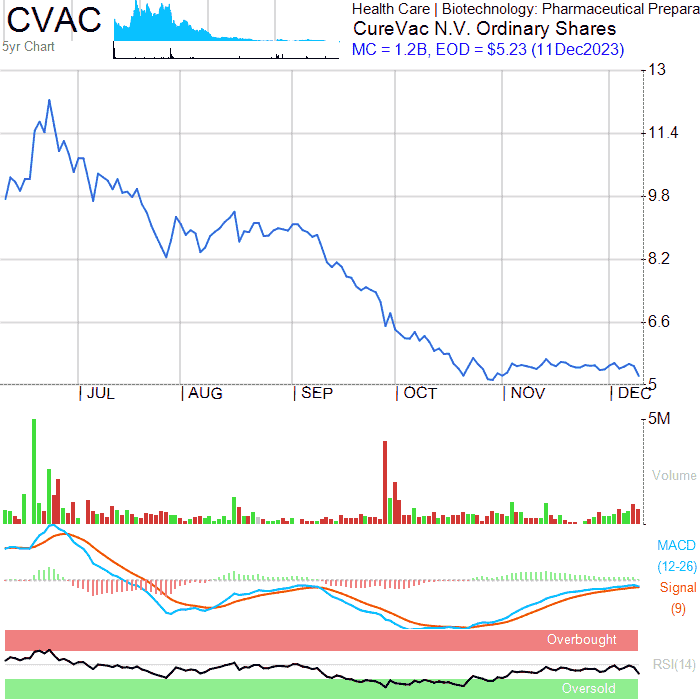 CVAC
5yr Chart
Health Care | Biotechnology: Pharmaceutical Prepara
CureVac N.V. Ordinary Shares
MC = 1.2B, EOD = $5.23 (11Dec2023)
13
11.4
9.8
8.2
6.6
5
JUL
AUG
SEP
OCT
NOV
DEC
5M
Volume
MACD
(12-26)
Signal
(9)
Overbought
RSI(14)
Oversold